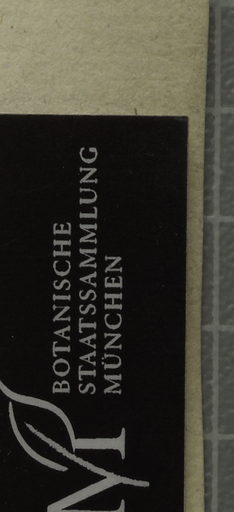 BOTANISCHE
STAATSSAMMLUNG
MÜNCHEN
M